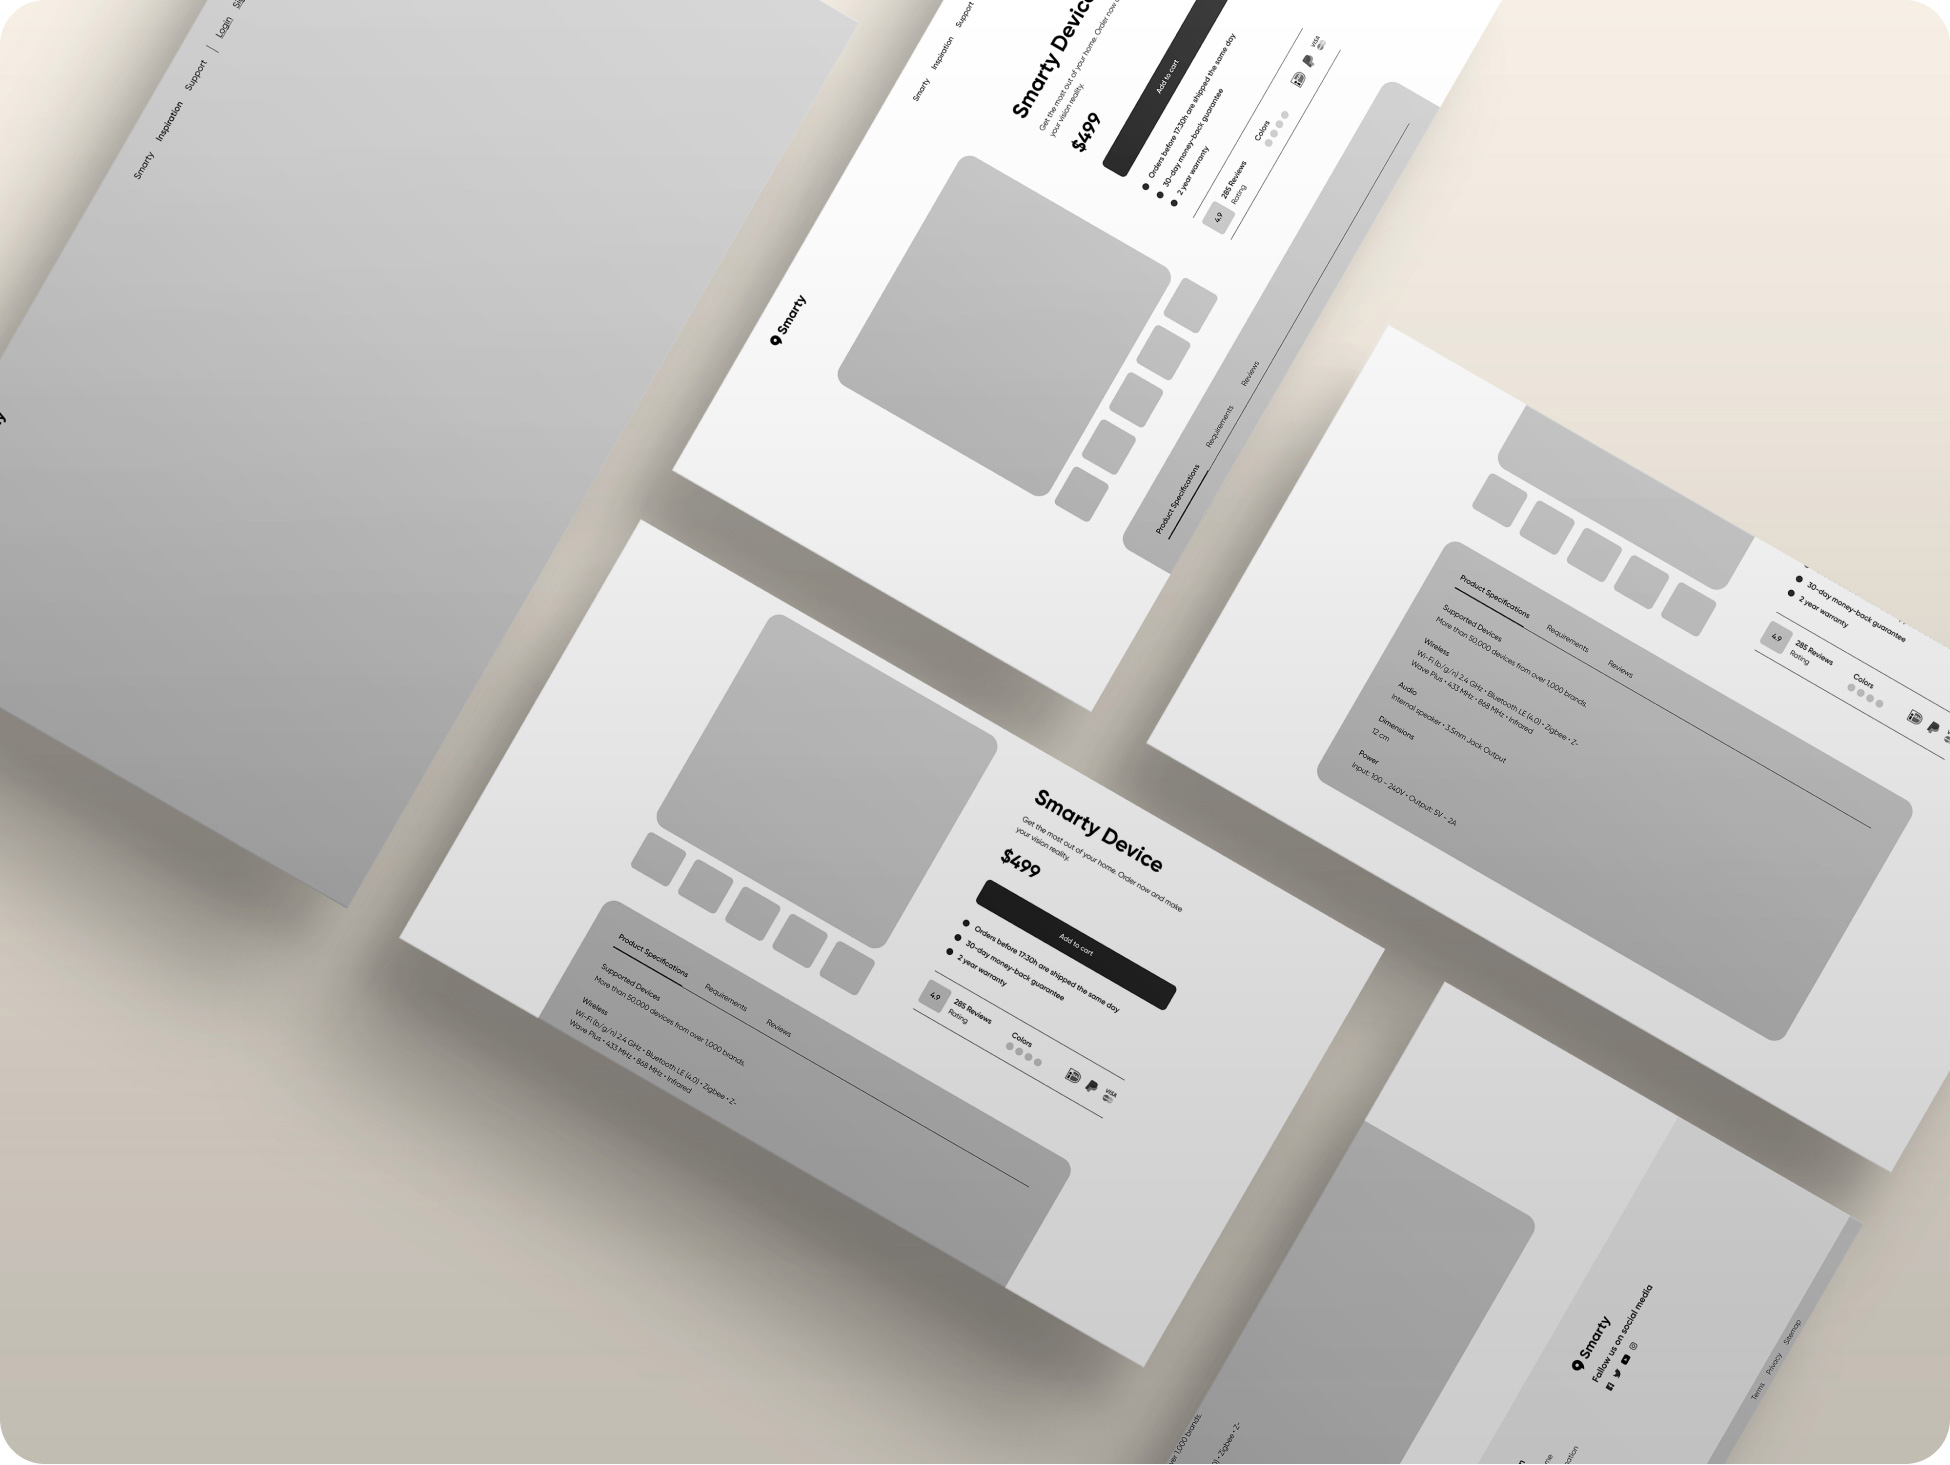 Smarty
Inspiration
Support
|
Login
Smarty
Inspiration
Support
Smarty
Smarty Device
Get the most out of your home. Order now
your vision reality.
$499
Add to cart
Orders before 17:30h are shipped the same day
30-day money-back guarantee
2 year warranty
4.9
285 Reviews
Rating
Colors
VISA
Product Specifications
Requirements
Reviews
Smarty Device
Get the most out of your home. Order now and make
your vision reality.
$499
Add to cart
Orders before 17:30h are shipped the same day
30-day money-back guarantee
2 year warranty
4.9
285 Reviews
Rating
Colors
VISA
Product Specifications
Requirements
Reviews
Supported Devices
More than 50,000 devices from over 1,000 brands.
Wireless
Wi-Fi (b/g/n) 2.4 GHz • Bluetooth LE (4.0) • Zigbee • Z-
Wave Plus • 433 MHz • 868 MHz • Infrared
30-day money-back guarantee
2 year warranty
4.9
285 Reviews
Rating
Colors
Product Specifications
Requirements
Reviews
Supported Devices
More than 50,000 devices from over 1,000 brands.
Wireless
Wi-Fi (b/g/n) 2.4 GHz • Bluetooth LE (4.0) • Zigbee • Z-
Wave Plus • 433 MHz • 868 MHz • Infrared
Audio
Internal speaker • 3.5mm Jack Output
Dimensions
12 cm
Power
Input: 100 - 240V • Output: 5V - 2A
1,000 brands.
• Zigbee • Z-
Smarty
Follow us on social media
Terms
Privacy
Sitemap